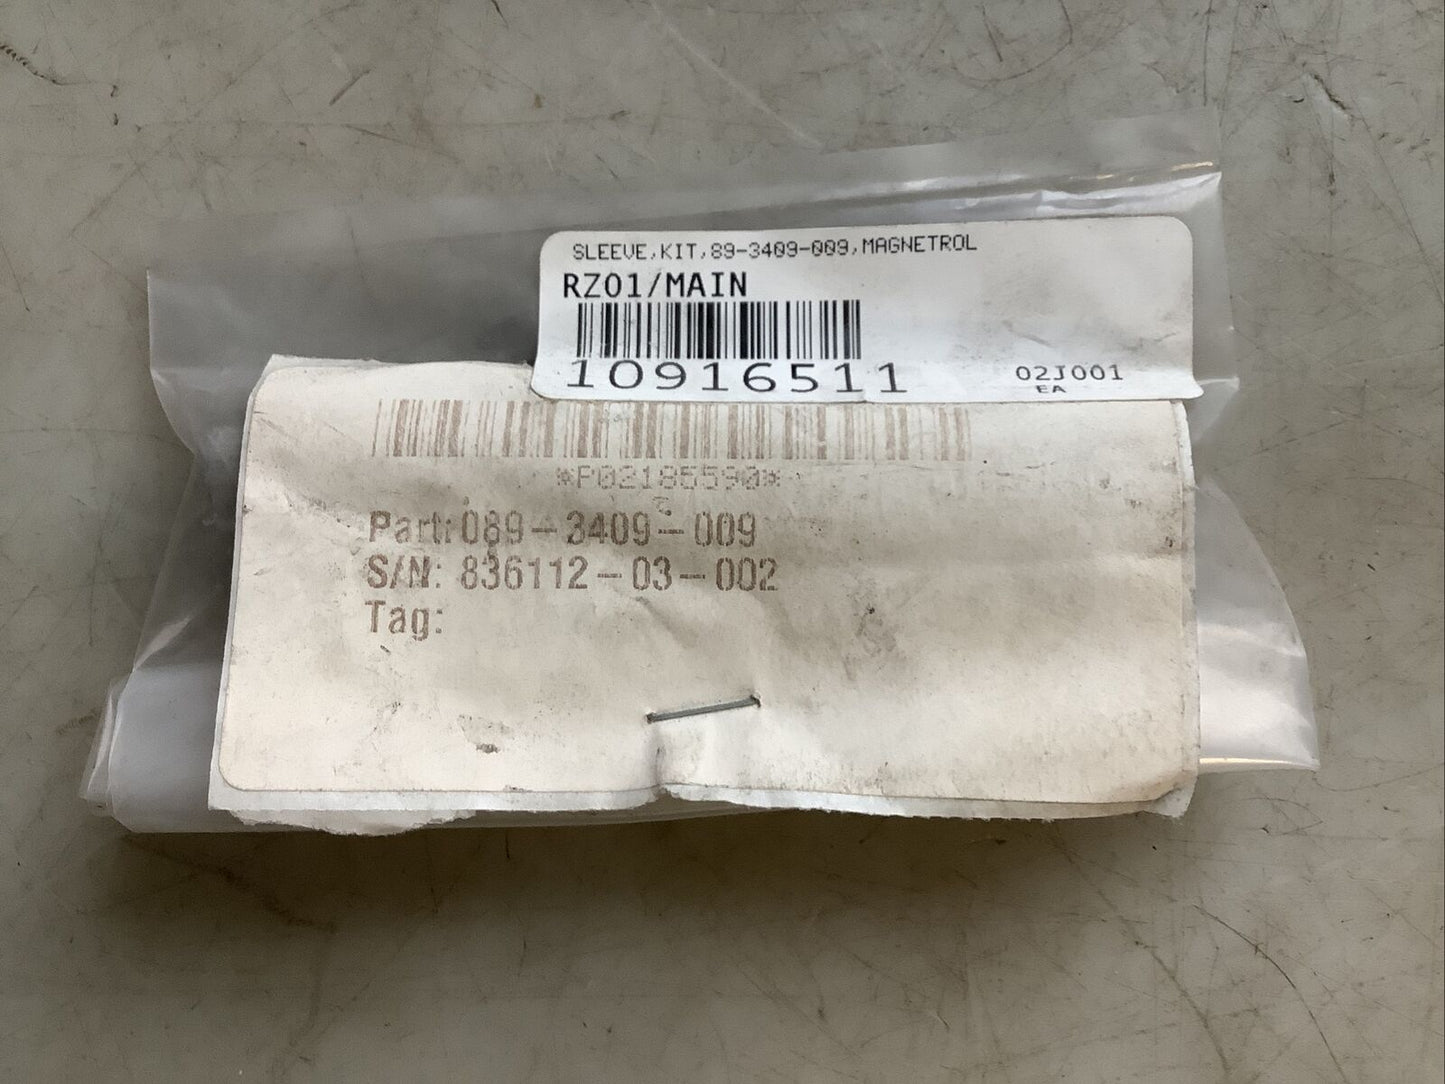 SLEEVE,KIT,89-3409-009,MAGNETROL
RZ01/MAIN
10916511
02J001
EA
*P02185590*
Part: 089-3409-009
S/N: 836112-03-002
Tag: